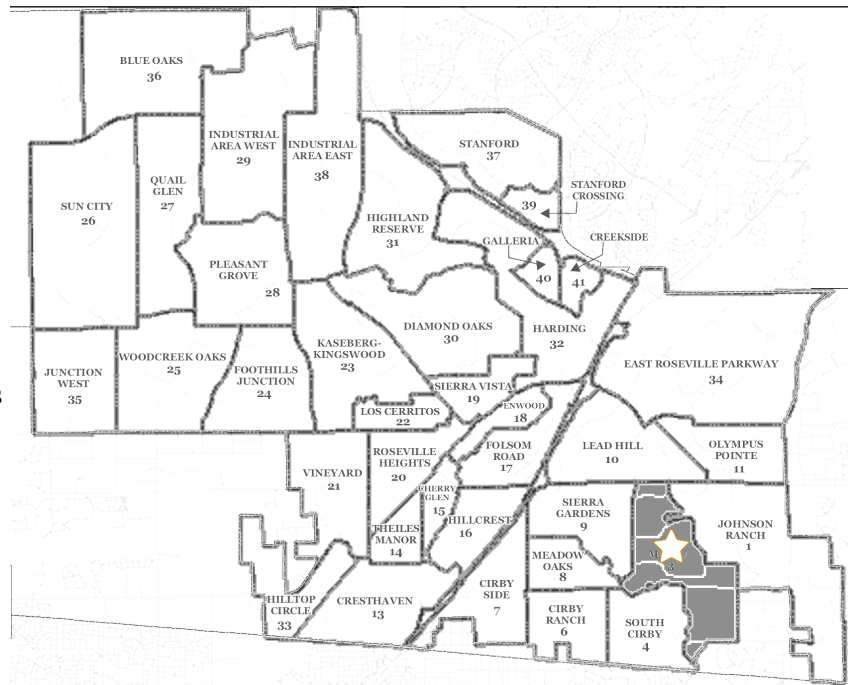 BLUE OAKS
36
INDUSTRIAL
AREA WEST
29
INDUSTRIAL
AREA EAST
38
STANFORD
37
QUAIL
GLEN
27
SUN CITY
26
39
STANFORD
CROSSING
HIGHLAND
RESERVE
31
GALLERIA
40
CREEKSIDE
41
PLEASANT
GROVE
28
DIAMOND OAKS
30
HARDING
32
KASEBERG-
KINGSWOOD
23
WOODCREEK OAKS
25
FOOTHILLS
JUNCTION
24
JUNCTION
WEST
35
EAST ROSEVILLE PARKWAY
34
SIERRA VISTA
19
ENWOOD
18
LOS CERRITOS
22
FOLSOM
ROAD
17
LEAD HILL
10
OLYMPUS
POINTE
11
ROSEVILLE
HEIGHTS
20
VINEYARD
21
CHERRY
GLEN
15
HILLCREST
16
SIERRA
GARDENS
9
JOHNSON
RANCH
1
THEILES
MANOR
14
MEADOW
OAKS
8
3
CIRBY
SIDE
7
HILLTOP
CIRCLE
33
CRESTHAVEN
13
CIRBY
RANCH
6
SOUTH
CIRBY
4